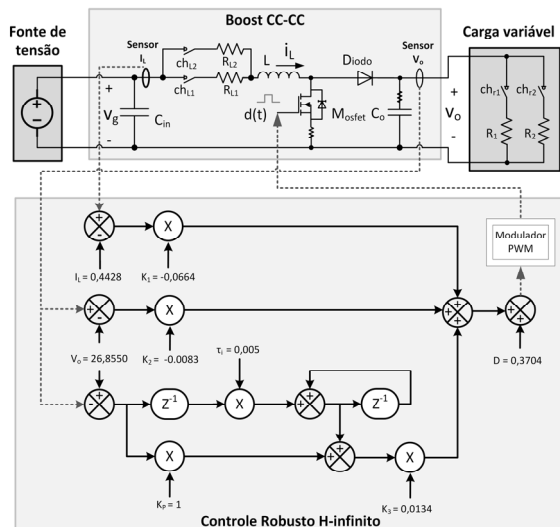 Boost CC-CC
Fonte de
tensão
Sensor
I_L
ch_L2
R_L2
ch_L1
R_L1
L
i_L
D_iodo
Sensor
V_o
Carga variável
+
V_g
-
C_in
d(t)
M_osfet
C_o
+
V_o
-
ch_r1
ch_r2
R_1
R_2
Modulador
PWM
X
I_L = 0,4428
K_1 = -0,0664
X
V_o = 26,8550
K_2 = -0.0083
τ_i = 0,005
D = 0,3704
Z^-1
X
Z^-1
X
X
K_P = 1
K_3 = 0,0134
Controle Robusto H-infinito